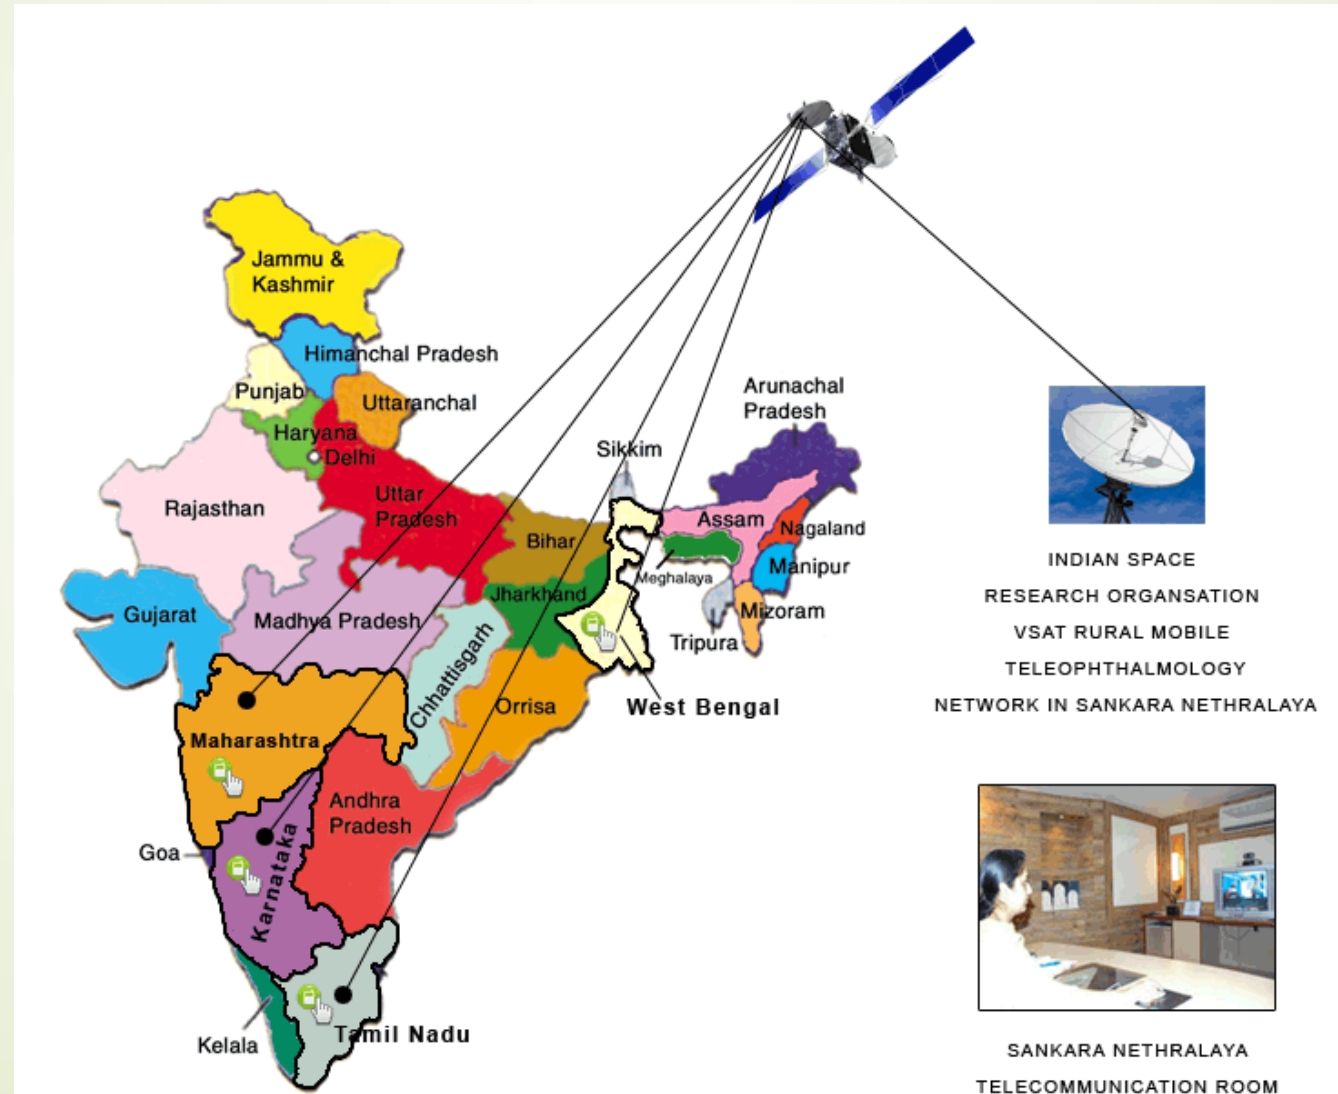 Jammu &
Kashmir
Himanchal Pradesh
Punjab
Uttaranchal
Haryana
Delhi
Arunachal
Pradesh
Sikkim
Rajasthan
Uttar
Pradesh
Bihar
Assam
Nagaland
Meghalaya
Manipur
Jharkhand
Gujarat
Madhya Pradesh
Mizoram
Tripura
Chhattisgarh
Orrisa
West Bengal
Maharashtra
Andhra
Pradesh
Goa
Karnataka
Kelala
Tamil Nadu
INDIAN SPACE
RESEARCH ORGANSATION
VSAT RURAL MOBILE
TELEOPHTHALMOLOGY
NETWORK IN SANKARA NETHRALAYA
SANKARA NETHRALAYA
TELECOMMUNICATION ROOM